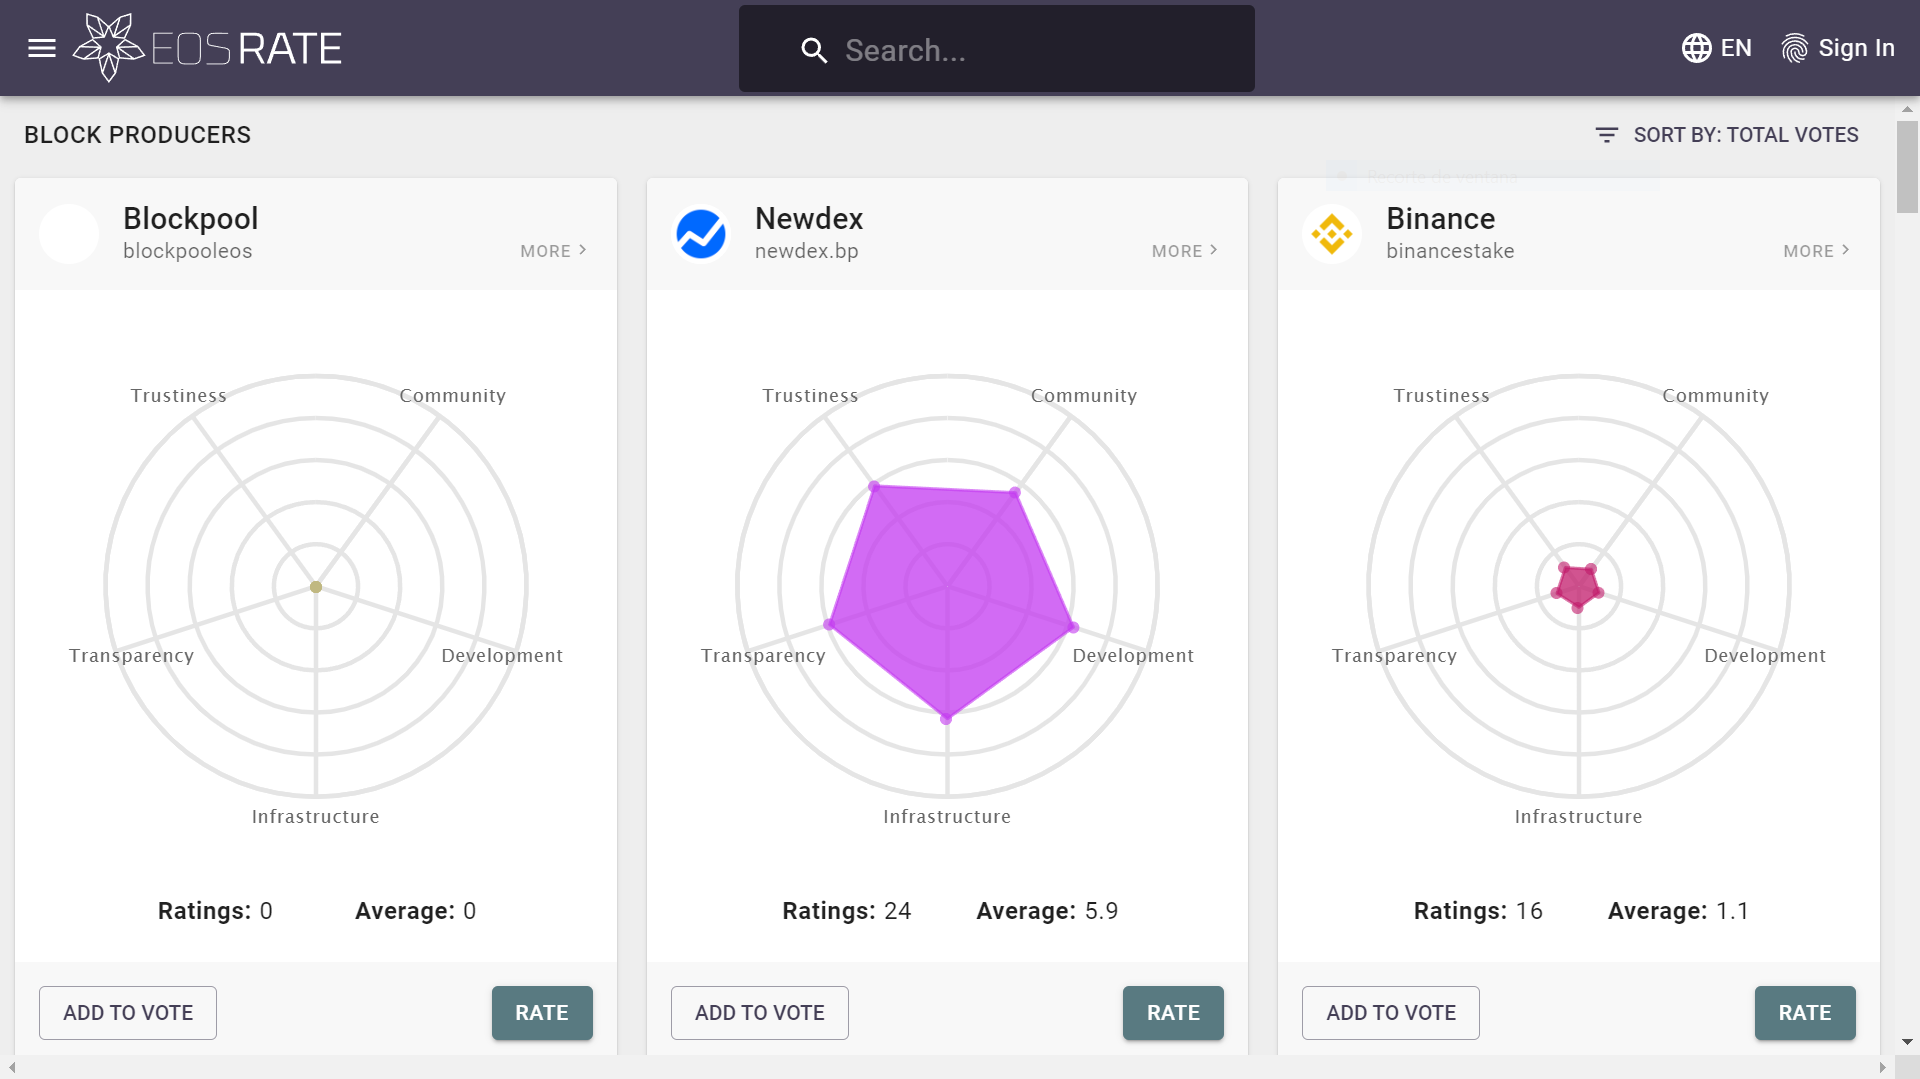 EOS RATE
Search...
EN
Sign In
BLOCK PRODUCERS
SORT BY: TOTAL VOTES
Reporte de ventana
Blockpool
blockpooleos
MORE
Trustiness
Community
Transparency
Development
Infrastructure
Ratings: 0
Average: 0
ADD TO VOTE
RATE
Newdex
newdex.bp
MORE
Trustiness
Community
Transparency
Development
Infrastructure
Ratings: 24
Average: 5.9
ADD TO VOTE
RATE
Binance
binancestake
MORE
Trustiness
Community
Transparency
Development
Infrastructure
Ratings: 16
Average: 1.1
ADD TO VOTE
RATE